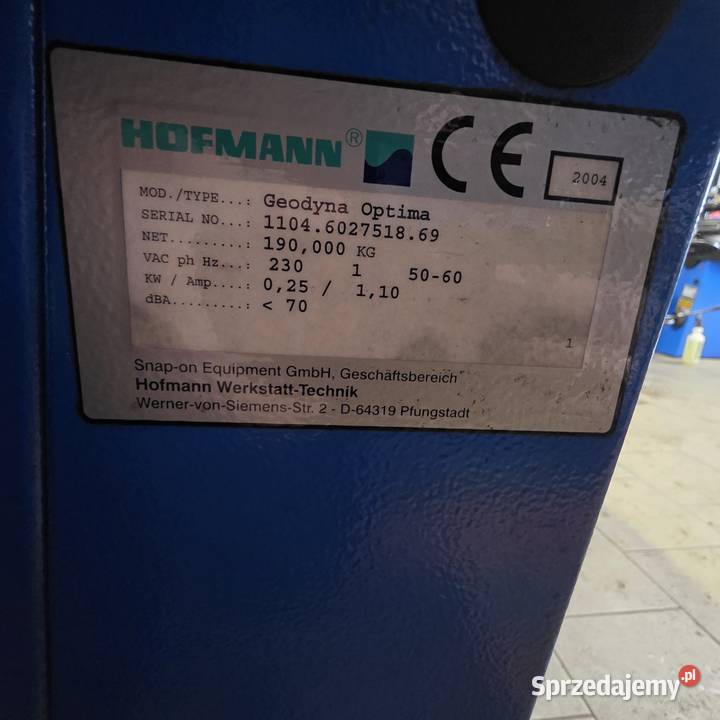 HOFMANN® CE 2004
MOD./TYPE...: Geodyna Optima
SERIAL NO...: 1104.6027518.69
NET.........: 190,000 KG
VAC ph Hz...: 230 1 50-60
KW / Amp....: 0,25 / 1,10
dBA.........: < 70
1
Snap-on Equipment GmbH, Geschäftsbereich
Hofmann Werkstatt-Technik
Werner-von-Siemens-Str. 2 - D-64319 Pfungstadt
Sprzedajemy.pl